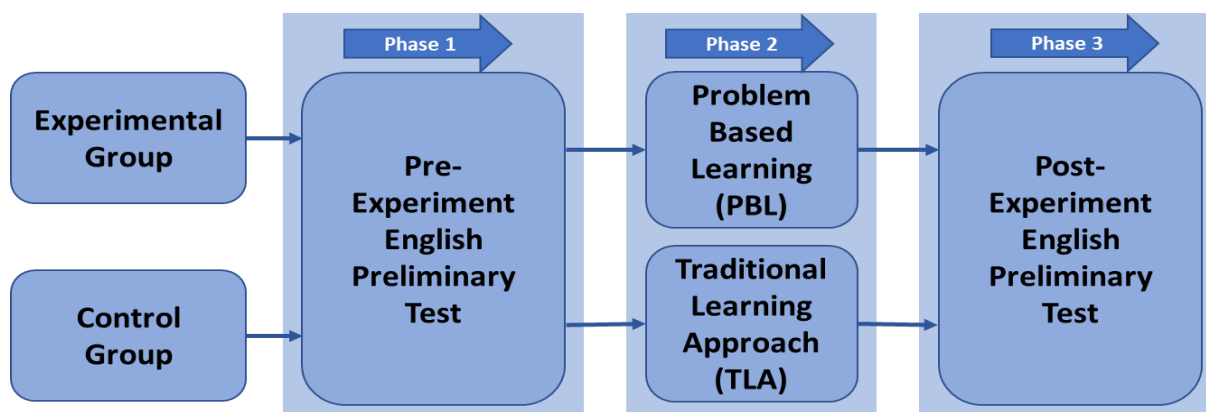 Phase 1
Phase 2
Phase 3
Experimental
Group
Control
Group
Pre-
Experiment
English
Preliminary
Test
Problem
Based
Learning
(PBL)
Traditional
Learning
Approach
(TLA)
Post-
Experiment
English
Preliminary
Test